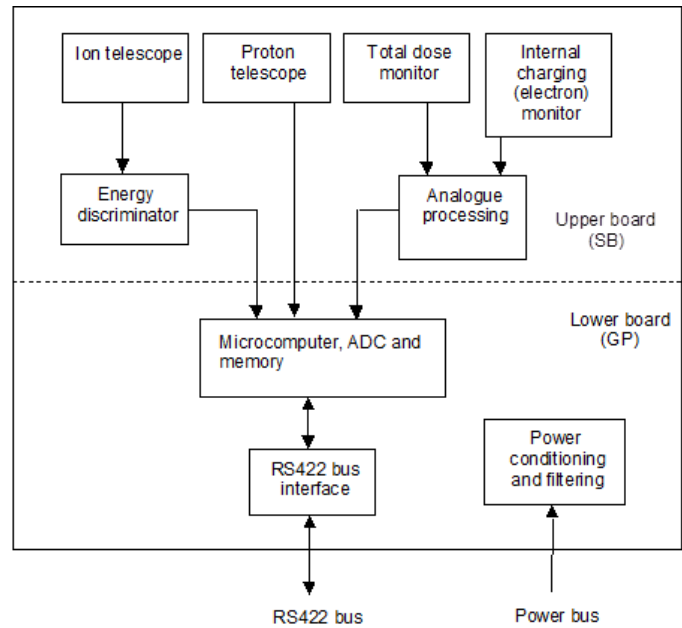 Ion telescope
Proton
telescope
Total dose
monitor
Internal
charging
(electron)
monitor
Energy
discriminator
Analogue
processing
Upper board
(SB)
Lower board
(GP)
Microcomputer, ADC and
memory
RS422 bus
interface
Power
conditioning
and filtering
RS422 bus
Power bus